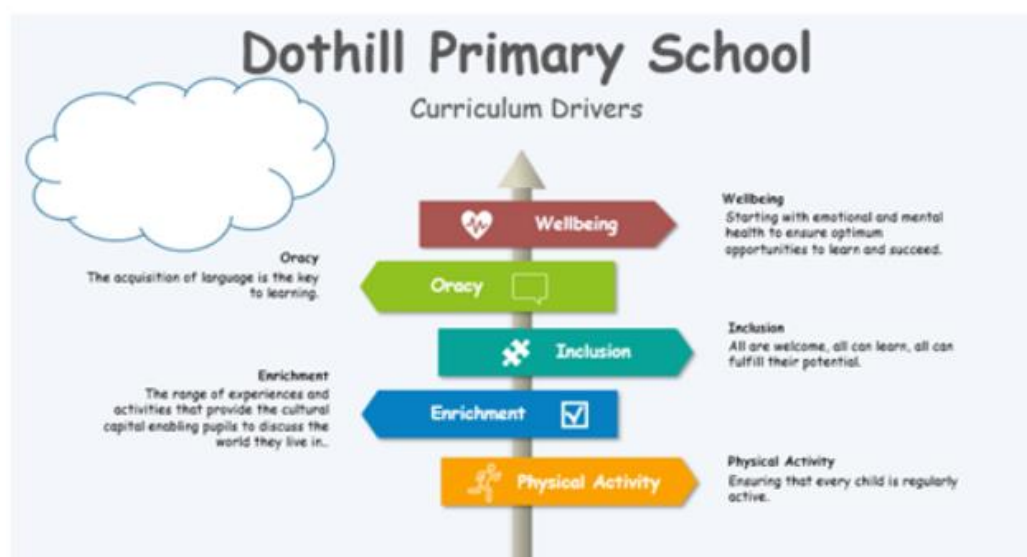 Dothill Primary School
Curriculum Drivers
Wellbeing
Wellbeing
Starting with emotional and mental
health to ensure optimum
opportunities to learn and succeed.
Oracy
The acquisition of language is the key
to learning.
Oracy
Inclusion
Inclusion
All are welcome, all can learn, all can
fulfill their potential.
Enrichment
The range of experiences and
activities that provide the cultural
capital enabling pupils to discuss the
world they live in..
Enrichment
Physical Activity
Physical Activity
Ensuring that every child is regularly
active.